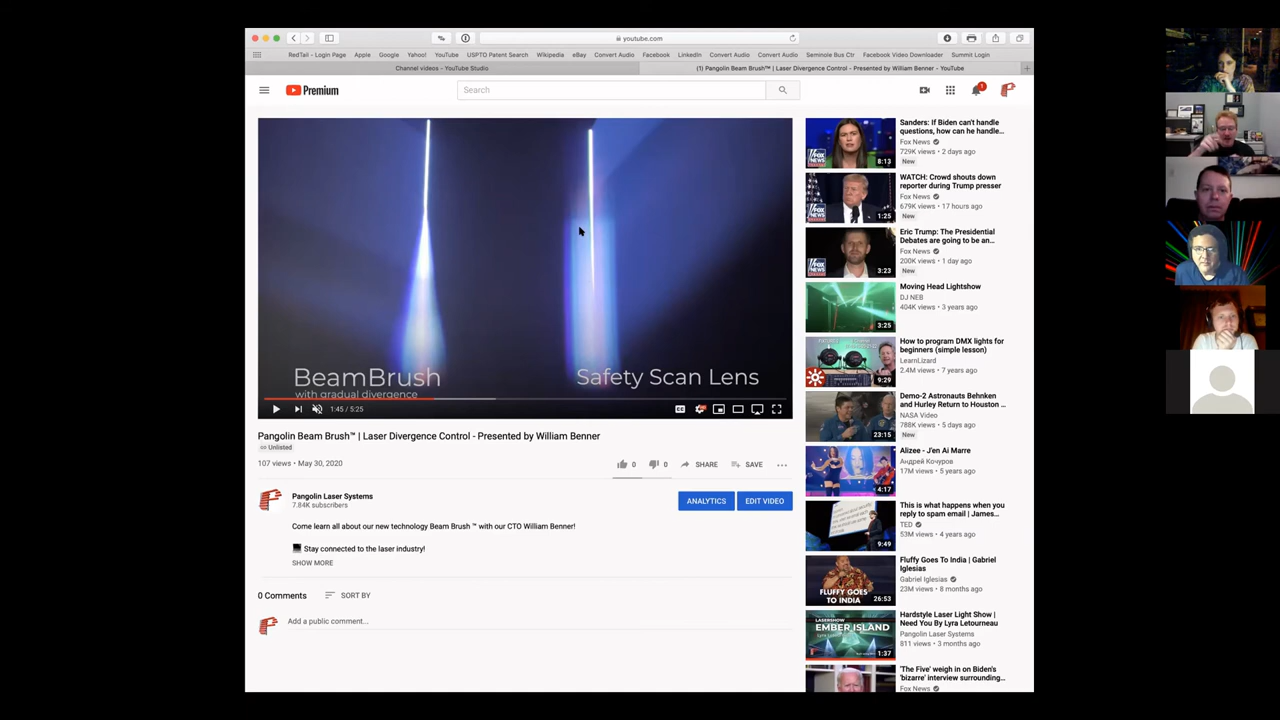 youtube.com
RedTail - Login Page Apple Google Yahoo! YouTube USPTO Patent Search Wikipedia eBay Convert Audio Facebook LinkedIn Convert Audio Convert Audio Seminole Bus Ctr Facebook Video Downloader Summit Login
Channel videos - YouTube Studio
(1) Pangolin Beam Brush™ | Laser Divergence Control - Presented by William Benner - YouTube
Premium
Search
1
BeamBrush
with gradual divergence
Safety Scan Lens
1:45 / 5:25
Pangolin Beam Brush™ | Laser Divergence Control - Presented by William Benner
Unlisted
107 views • May 30, 2020
0
0
SHARE
SAVE
Pangolin Laser Systems
7.84K subscribers
ANALYTICS
EDIT VIDEO
Come learn all about our new technology Beam Brush ™ with our CTO William Benner!
Stay connected to the laser industry!
SHOW MORE
0 Comments
SORT BY
Add a public comment...
8:13
Sanders: If Biden can't handle
questions, how can he handle...
Fox News
729K views • 2 days ago
New
1:25
WATCH: Crowd shouts down
reporter during Trump presser
Fox News
679K views • 17 hours ago
New
3:23
Eric Trump: The Presidential
Debates are going to be an...
Fox News
200K views • 1 day ago
New
3:25
Moving Head Lightshow
DJ NEB
404K views • 3 years ago
9:29
How to program DMX lights for
beginners (simple lesson)
LearnLizard
2.4M views • 7 years ago
23:15
Demo-2 Astronauts Behnken
and Hurley Return to Houston ...
NASA Video
788K views • 5 days ago
New
4:17
Alizee - J'en Ai Marre
Андрей Кочуров
17M views • 5 years ago
9:49
This is what happens when you
reply to spam email | James...
TED
53M views • 4 years ago
FLUFFY GOES
TO INDIA
26:53
Fluffy Goes To India | Gabriel
Iglesias
Gabriel Iglesias
23M views • 8 months ago
LASERSHOW
EMBER ISLAND
1:37
Hardstyle Laser Light Show |
Need You By Lyra Letourneau
Pangolin Laser Systems
811 views • 3 months ago
'The Five' weigh in on Biden's
'bizarre' interview surrounding...
Fox News